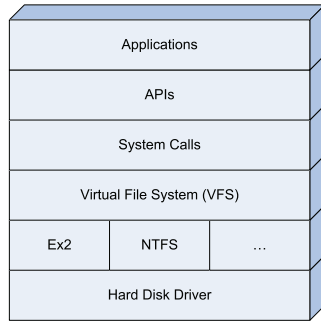 Applications
APIs
System Calls
Virtual File System (VFS)
Ex2 NTFS …
Hard Disk Driver